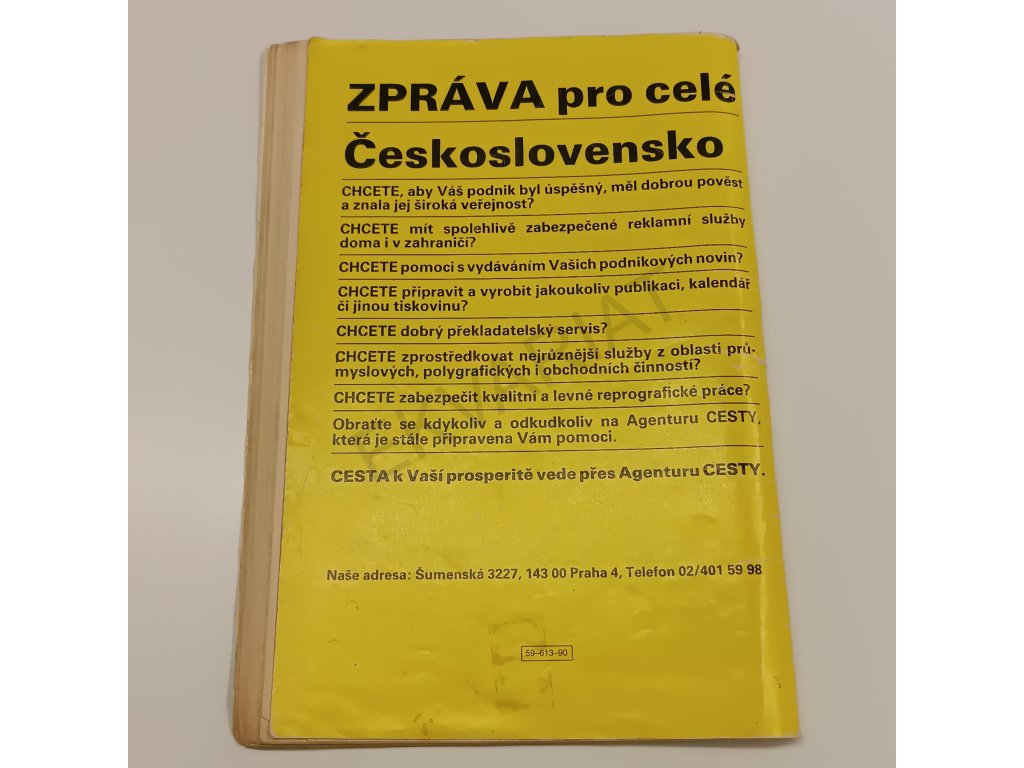 ZPRÁVA pro celé
Československo
CHCETE, aby Váš podnik byl úspěšný, měl dobrou pověst
a znala jej široká veřejnost?
CHCETE mít spolehlivě zabezpečené reklamní služby
doma i v zahraničí?
CHCETE pomoci s vydáváním Vašich podnikových novin?
CHCETE připravit a vyrobit jakoukoliv publikaci, kalendář
či jinou tiskovinu?
CHCETE dobrý překladatelský servis?
CHCETE zprostředkovat nejrůznější služby z oblasti prů-
myslových, polygrafických i obchodních činností?
CHCETE zabezpečit kvalitní a levné reprografické práce?
Obraťte se kdykoliv a odkudkoliv na Agenturu CESTY,
která je stále připravena Vám pomoci.
CESTA k Vaší prosperitě vede přes Agenturu CESTY.
Naše adresa: Šumenská 3227, 143 00 Praha 4, Telefon 02/401 59 98
59–613–90
EKVARIAT